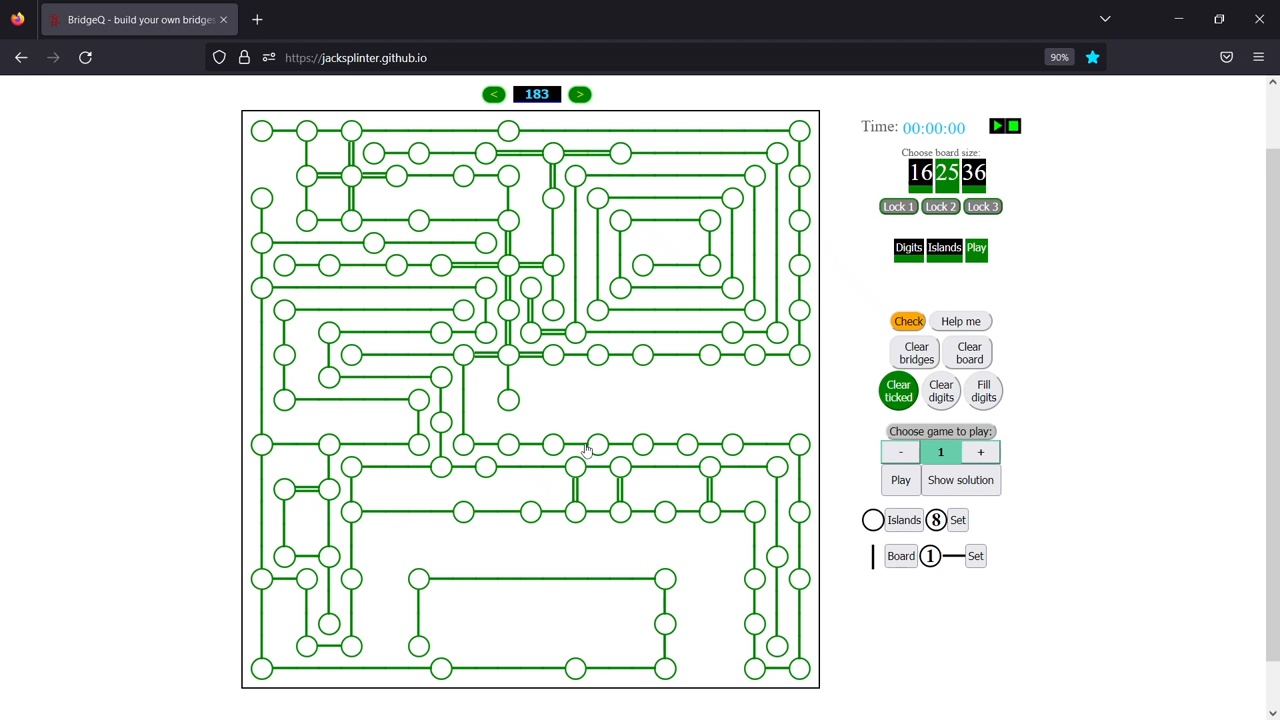 BridgeQ - build your own bridges
https://jacksplinter.github.io
90%
< 183 >
Time: 00:00:00
Choose board size:
16 25 36
Lock 1 Lock 2 Lock 3
Digits Islands Play
Check Help me
Clear bridges Clear board
Clear ticked Clear digits Fill digits
Choose game to play:
- 1 +
Play Show solution
Islands 8 Set
Board 1 Set